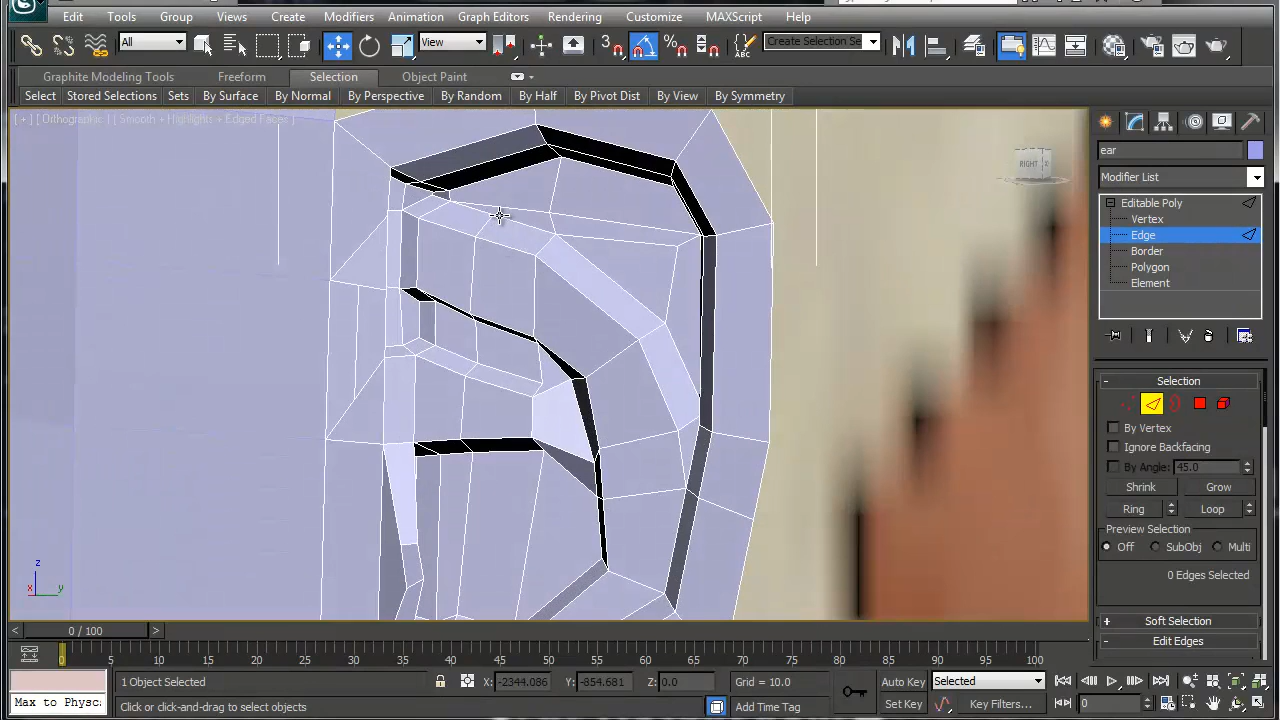 Edit Tools Group Views Create Modifiers Animation Graph Editors Rendering Customize MAXScript Help
All View 3 ABC Create Selection Se
Graphite Modeling Tools Freeform Selection Object Paint
Select Stored Selections Sets By Surface By Normal By Perspective By Random By Half By Pivot Dist By View By Symmetry
[ + ] [ Orthographic ] [ Smooth + Highlights + Edged Faces ]
RIGHT
ear
Modifier List
Editable Poly
Vertex
Edge
Border
Polygon
Element
- Selection
By Vertex
Ignore Backfacing
By Angle: 45.0
Shrink Grow
Ring Loop
Preview Selection
Off SubObj Multi
0 Edges Selected
+ Soft Selection
- Edit Edges
z
x y
< 0 / 100 >
0 5 10 15 20 25 30 35 40 45 50 55 60 65 70 75 80 85 90 95 100
1 Object Selected X: -2344.086 Y: -854.681 Z: 0.0 Grid = 10.0 Auto Key Selected
Max to Physca Click or click-and-drag to select objects Add Time Tag Set Key Key Filters... 0